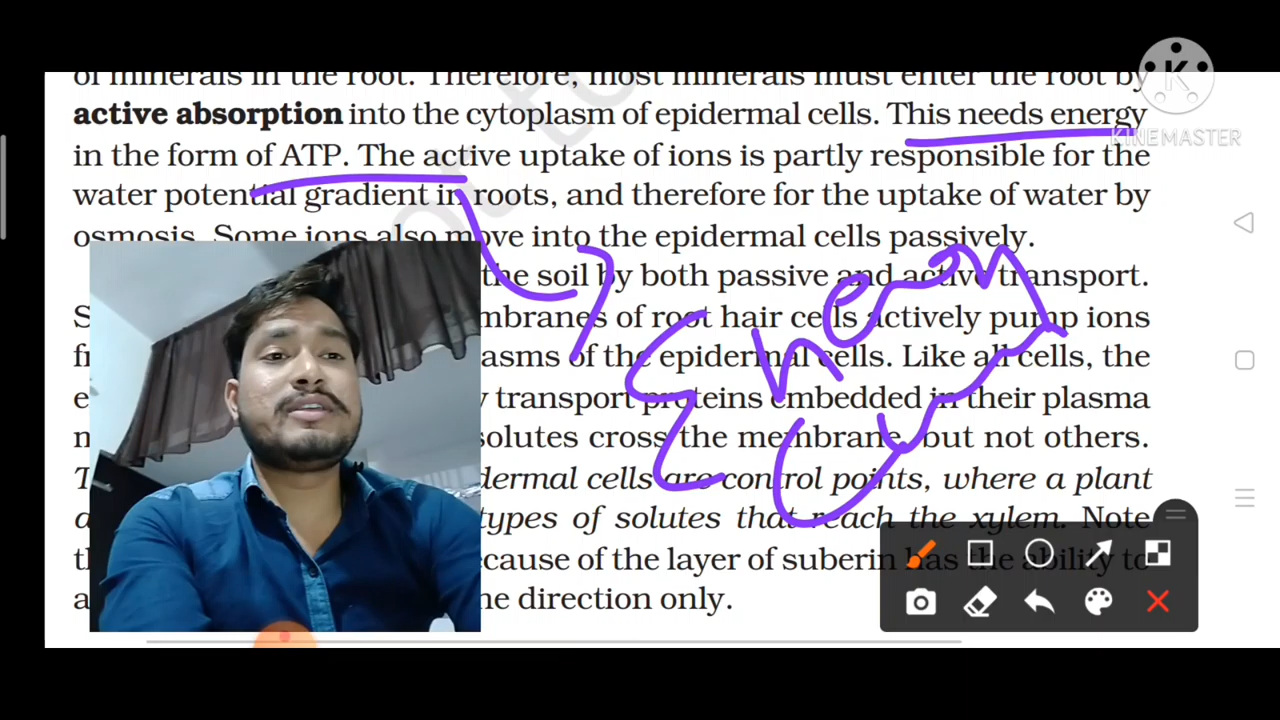 of minerals in the root. Therefore, most minerals must enter the root by
active absorption into the cytoplasm of epidermal cells. This needs energy
in the form of ATP. The active uptake of ions is partly responsible for the
water potential gradient in roots, and therefore for the uptake of water by
osmosis. Some ions also move into the epidermal cells passively.
the soil by both passive and active transport.
S mbranes of root hair cells actively pump ions
fr asms of the epidermal cells. Like all cells, the
e y transport proteins embedded in their plasma
m solutes cross the membrane, but not others.
T dermal cells are control points, where a plant
a types of solutes that reach the xylem. Note
th ecause of the layer of suberin has the ability to
a ne direction only.
Energy
K
KINEMASTER